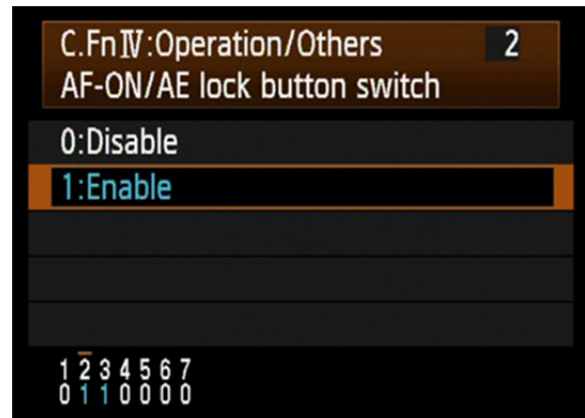 C.Fn Ⅳ:Operation/Others 2
AF-ON/AE lock button switch
0:Disable
1:Enable
1 2 3 4 5 6 7
0 1 1 0 0 0 0